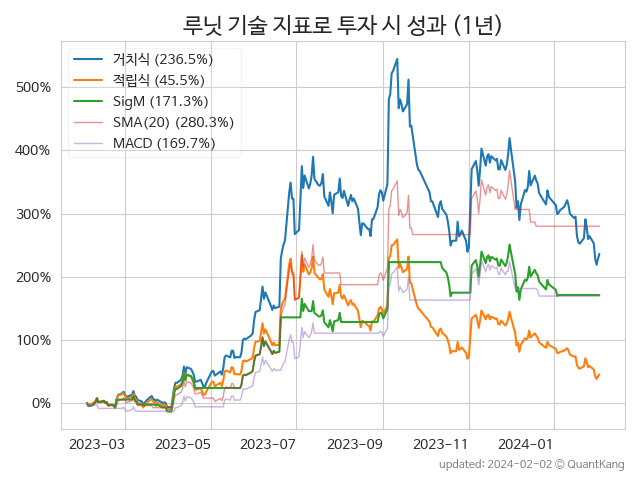 루닛 기술 지표로 투자 시 성과 (1년)
거치식 (236.5%)
적립식 (45.5%)
SigM (171.3%)
SMA(20) (280.3%)
MACD (169.7%)
500%
400%
300%
200%
100%
0%
2023-03 2023-05 2023-07 2023-09 2023-11 2024-01
updated: 2024-02-02 © QuantKang